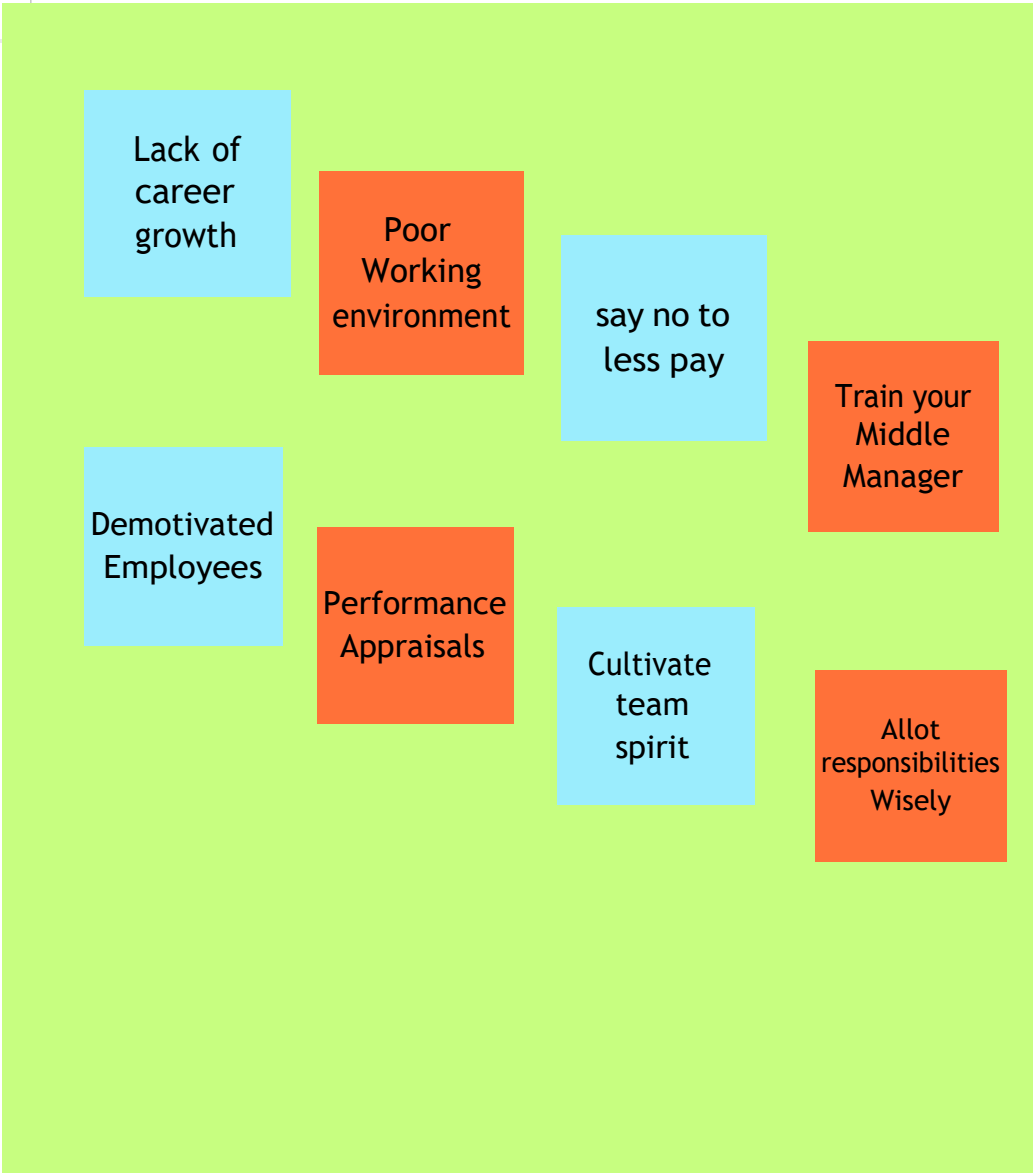 Lack of
career
growth
Poor
Working
environment
say no to
less pay
Train your
Middle
Manager
Demotivated
Employees
Performance
Appraisals
Cultivate
team
spirit
Allot
responsibilities
Wisely